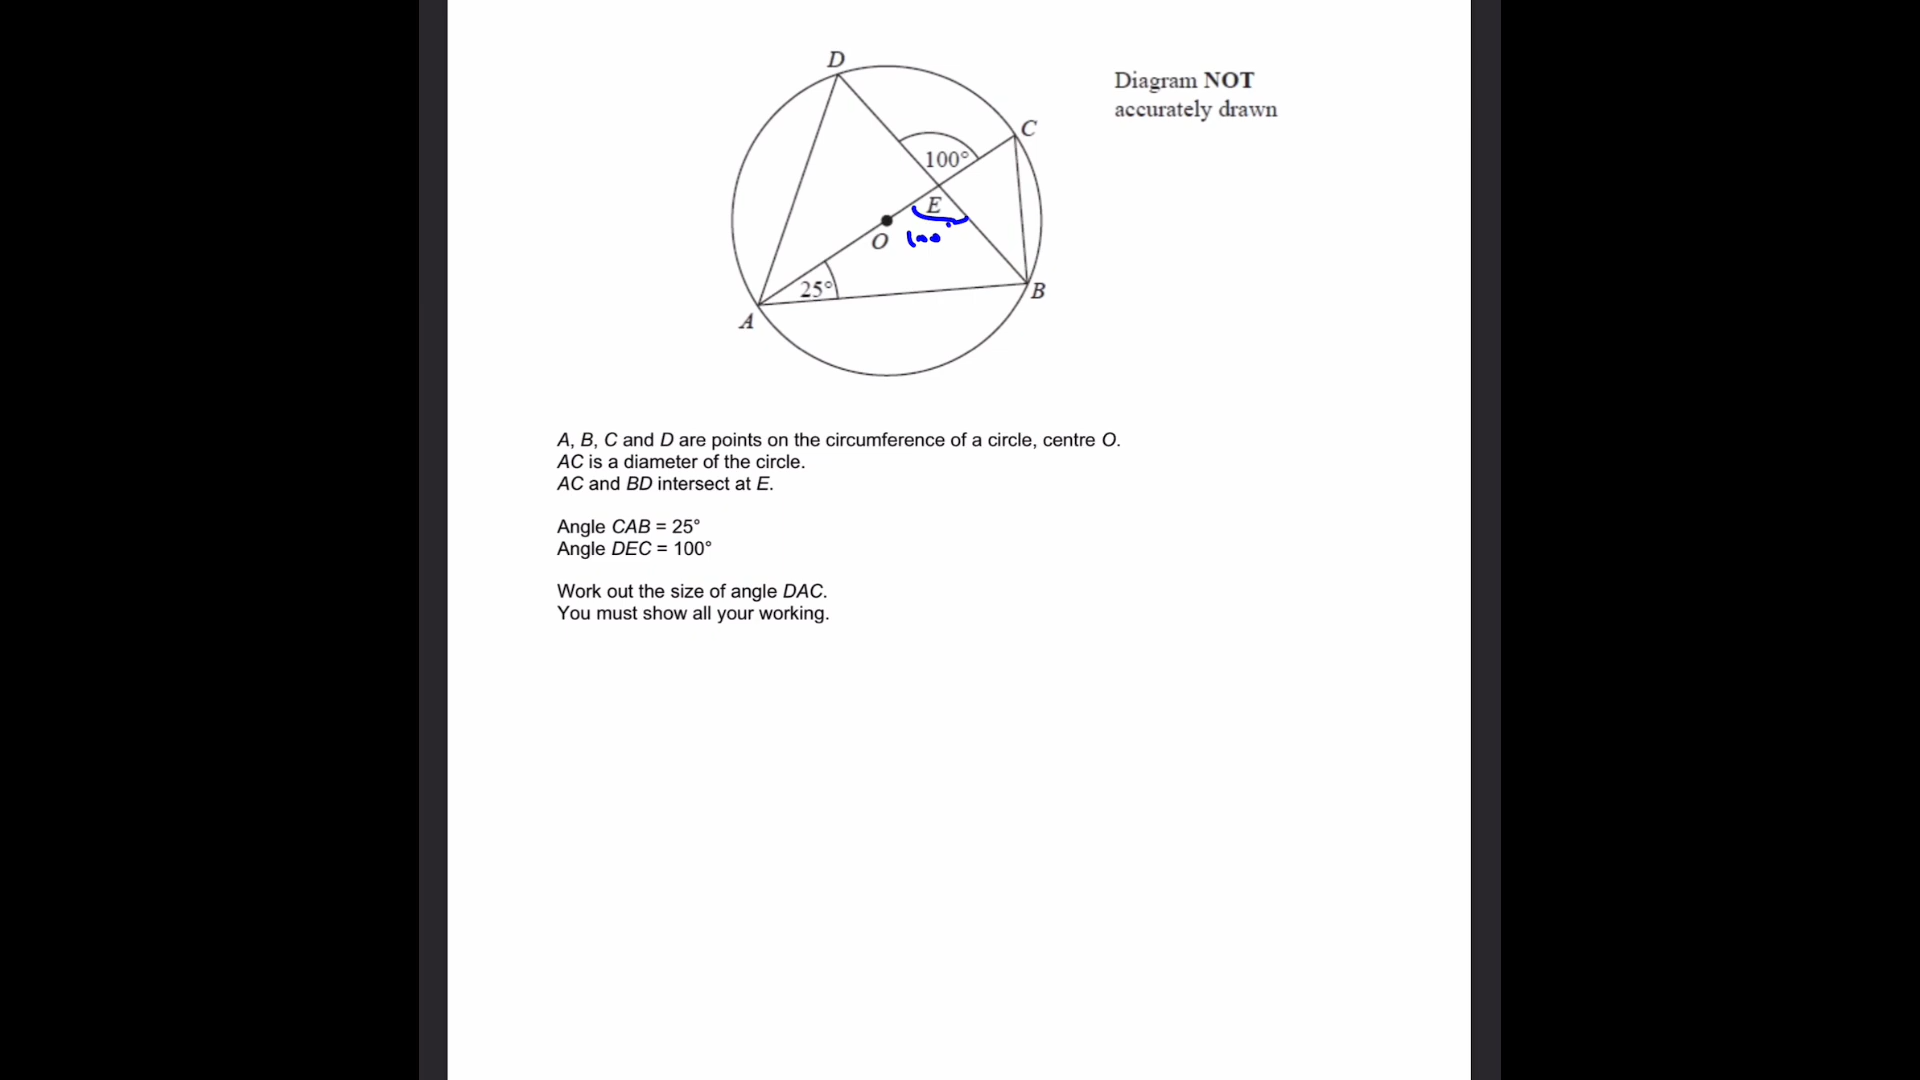 D
Diagram NOT
accurately drawn
C
100°
E
O
100°
25°
B
A
A, B, C and D are points on the circumference of a circle, centre O.
AC is a diameter of the circle.
AC and BD intersect at E.
Angle CAB = 25°
Angle DEC = 100°
Work out the size of angle DAC.
You must show all your working.